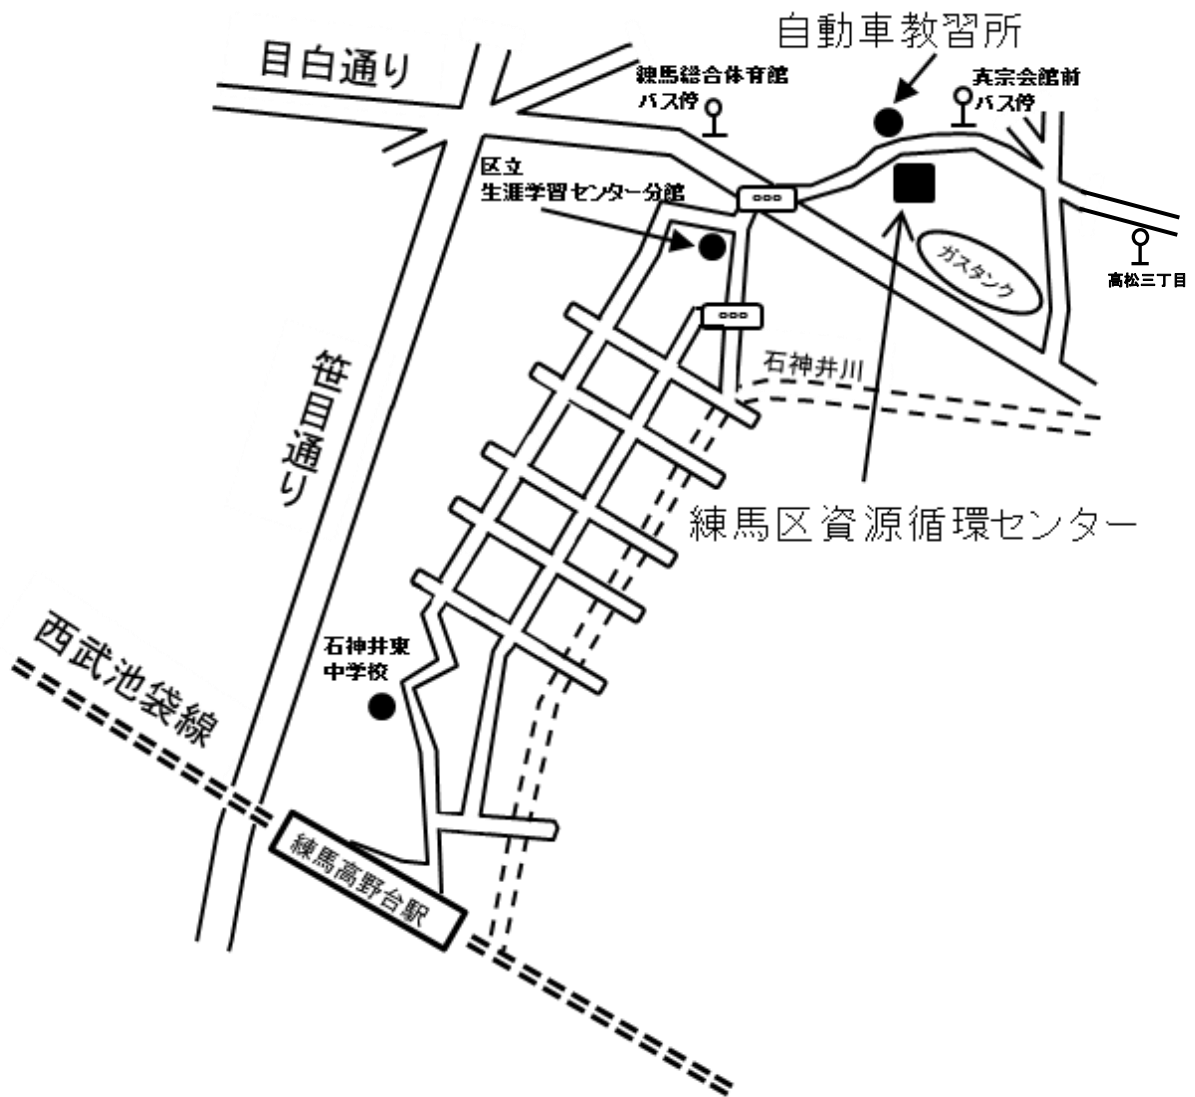 自動車教習所
目白通り
練馬総合体育館
バス停
真宗会館前
バス停
区立
生涯学習センター分館
ガスタンク
高松三丁目
石神井川
笹目通り
練馬区資源循環センター
石神井東
中学校
西武池袋線
練馬高野台駅